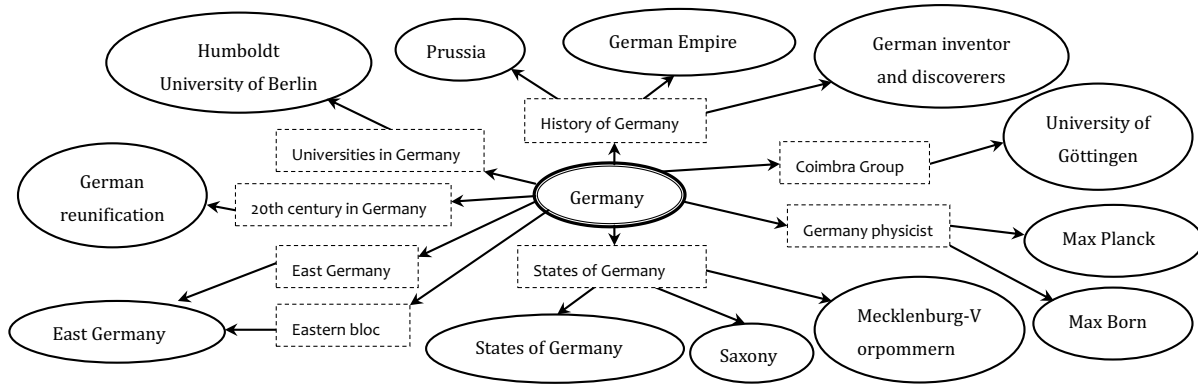 Humboldt
University of Berlin
Prussia
German Empire
German inventor
and discoverers
History of Germany
University of
Göttingen
Universities in Germany
Coimbra Group
German
reunification
20th century in Germany
Germany
Germany physicist
Max Planck
East Germany
States of Germany
East Germany
Eastern bloc
States of Germany
Saxony
Mecklenburg-V
orpommern
Max Born